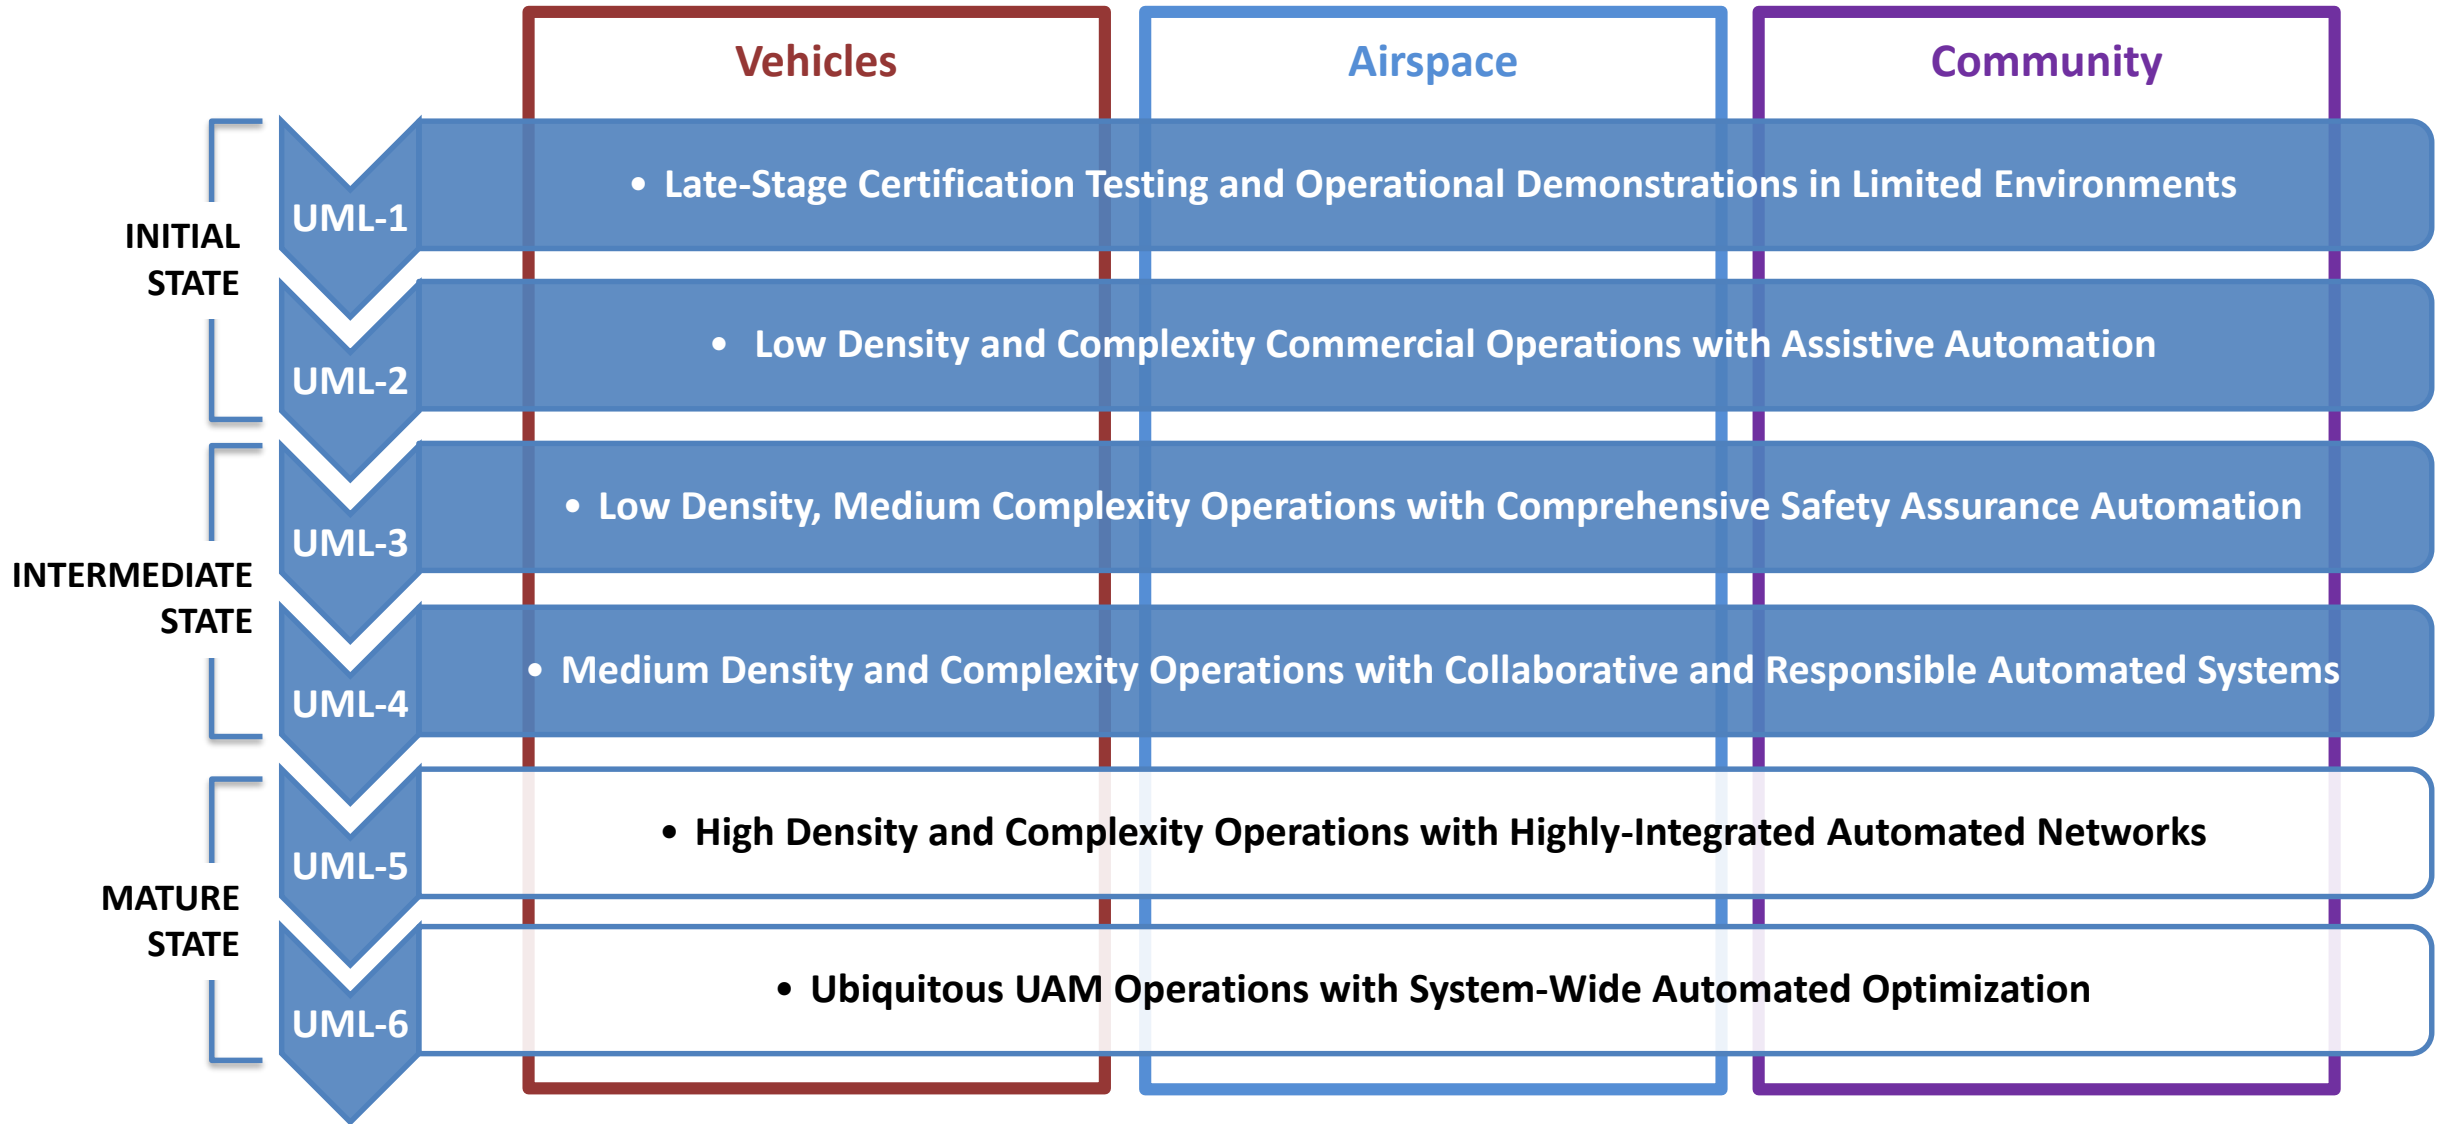 Vehicles
Airspace
Community
INITIAL
STATE
UML-1
• Late-Stage Certification Testing and Operational Demonstrations in Limited Environments
UML-2
• Low Density and Complexity Commercial Operations with Assistive Automation
INTERMEDIATE
STATE
UML-3
• Low Density, Medium Complexity Operations with Comprehensive Safety Assurance Automation
UML-4
• Medium Density and Complexity Operations with Collaborative and Responsible Automated Systems
MATURE
STATE
UML-5
• High Density and Complexity Operations with Highly-Integrated Automated Networks
UML-6
• Ubiquitous UAM Operations with System-Wide Automated Optimization